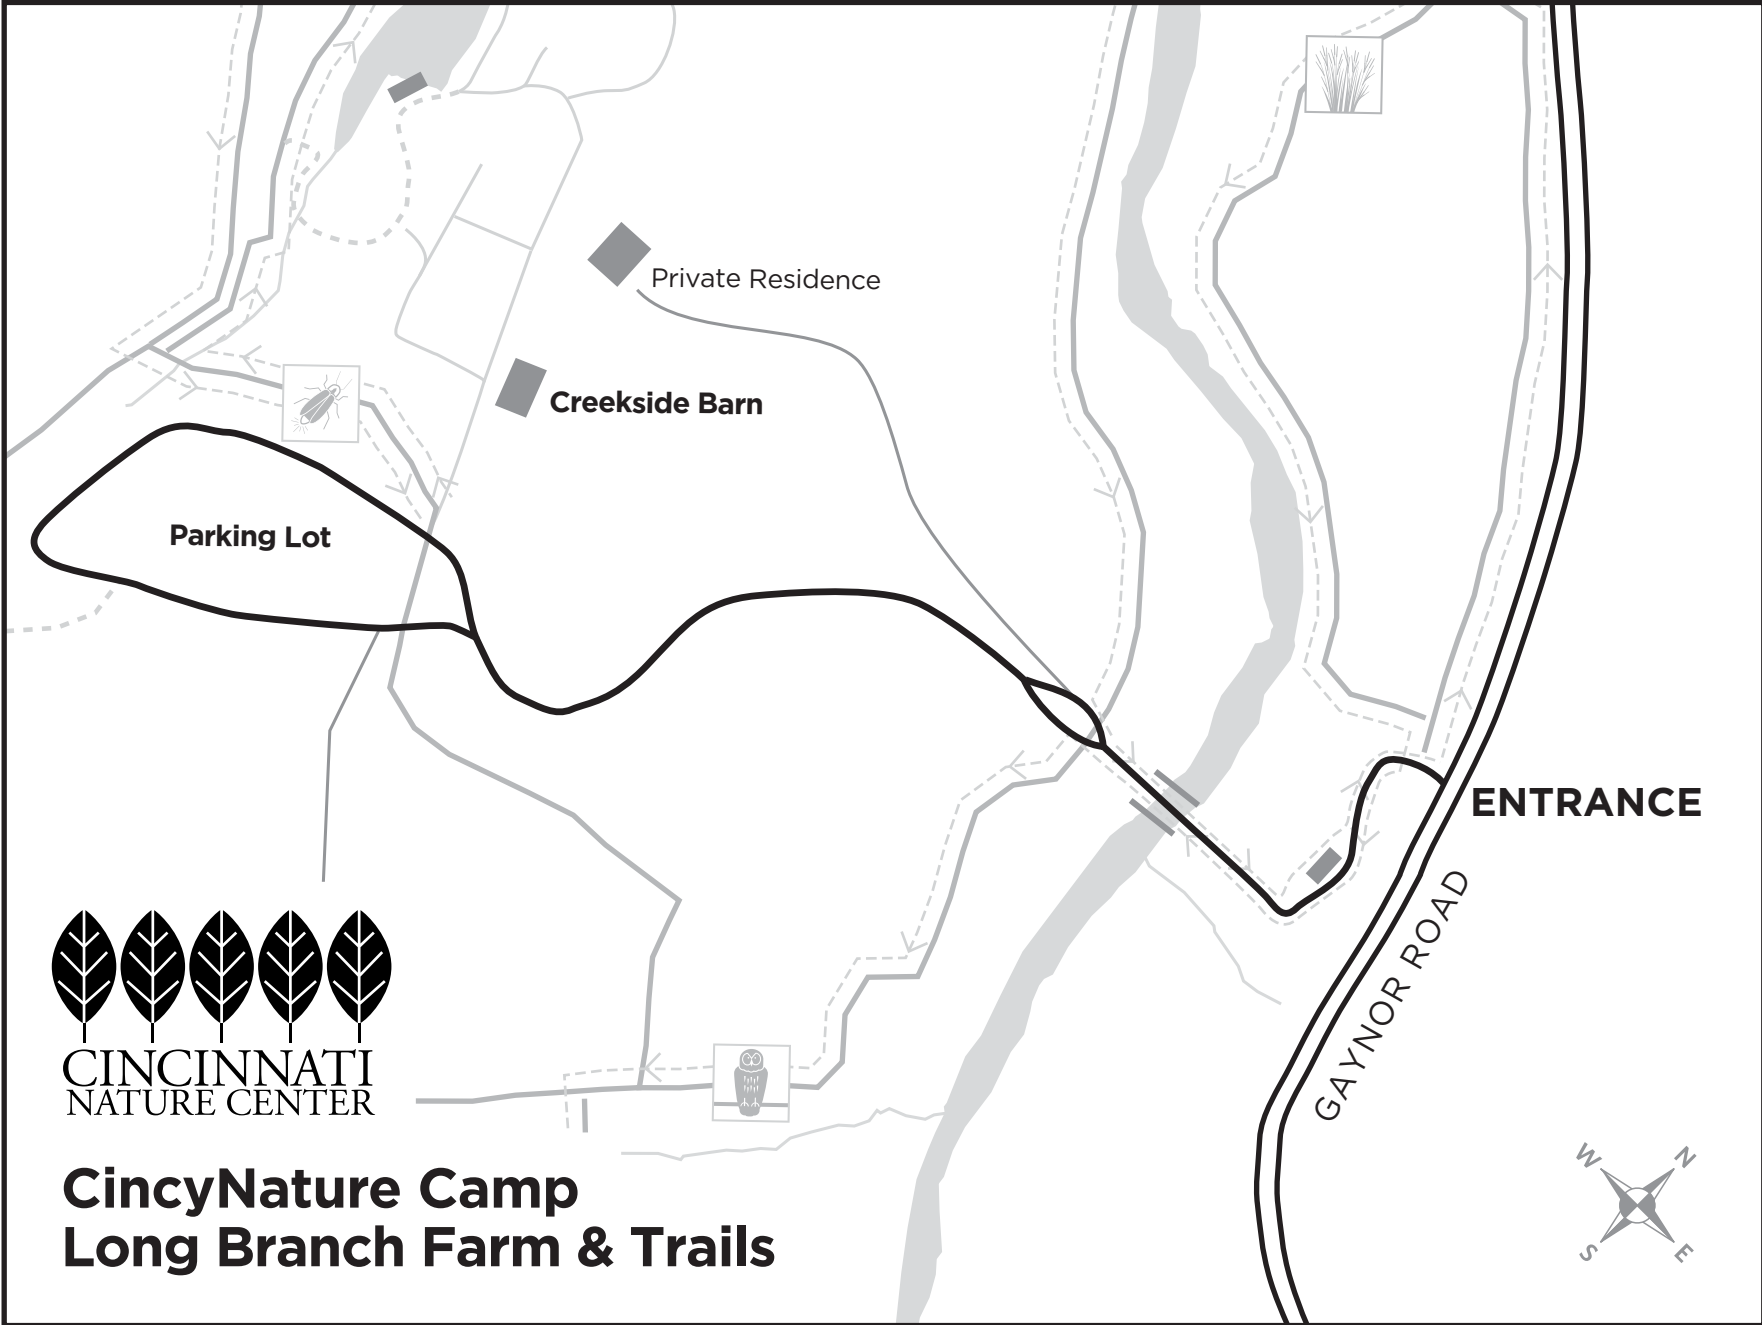 Private Residence
Creekside Barn
Parking Lot
ENTRANCE
GAYNOR ROAD
CINCINNATI
NATURE CENTER
CincyNature Camp
Long Branch Farm & Trails
W
N
S
E